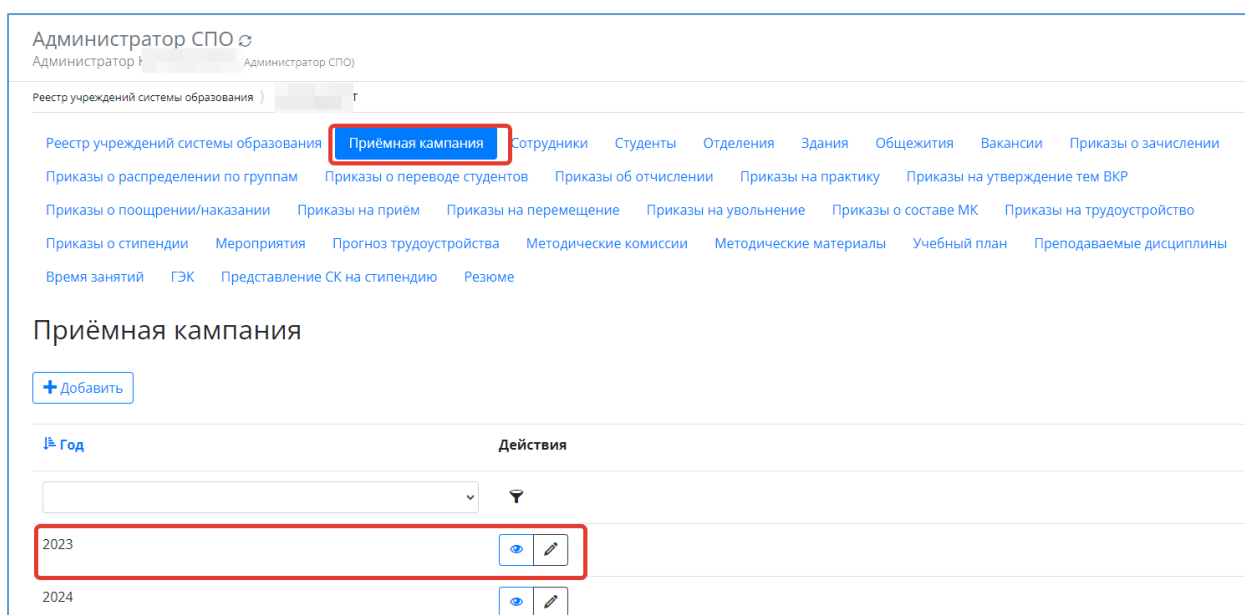 Администратор СПО
Администратор Администратор СПО)
Реестр учреждений системы образования
Реестр учреждений системы образования Приёмная кампания Сотрудники Студенты Отделения Здания Общежития Вакансии Приказы о зачислении
Приказы о распределении по группам Приказы о переводе студентов Приказы об отчислении Приказы на практику Приказы на утверждение тем ВКР
Приказы о поощрении/наказании Приказы на приём Приказы на перемещение Приказы на увольнение Приказы о составе МК Приказы на трудоустройство
Приказы о стипендии Мероприятия Прогноз трудоустройства Методические комиссии Методические материалы Учебный план Преподаваемые дисциплины
Время занятий ГЭК Представление СК на стипендию Резюме
Приёмная кампания
Добавить
Год Действия
2023
2024